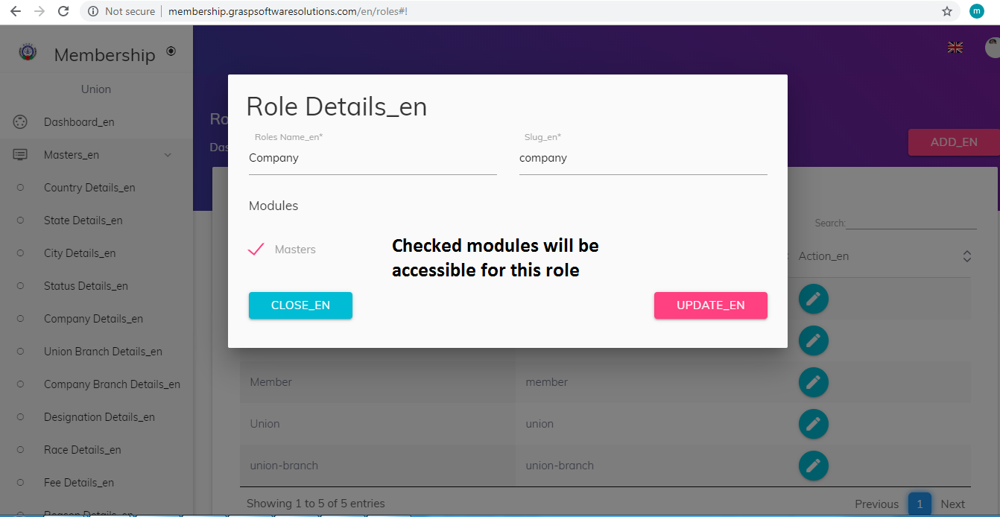 Not secure | membership.graspsoftwaresolutions.com/en/roles#!
m
Membership
Union
Dashboard_en
Masters_en
Country Details_en
State Details_en
City Details_en
Status Details_en
Company Details_en
Union Branch Details_en
Company Branch Details_en
Designation Details_en
Race Details_en
Fee Details_en
Reason Details_en
Ro
Das
ADD_EN
Role Details_en
Roles Name_en* Slug_en*
Company company
Modules
Masters
Checked modules will be
accessible for this role
CLOSE_EN UPDATE_EN
Search:
Action_en
Member member
Union union
union-branch union-branch
Showing 1 to 5 of 5 entries
Previous 1 Next